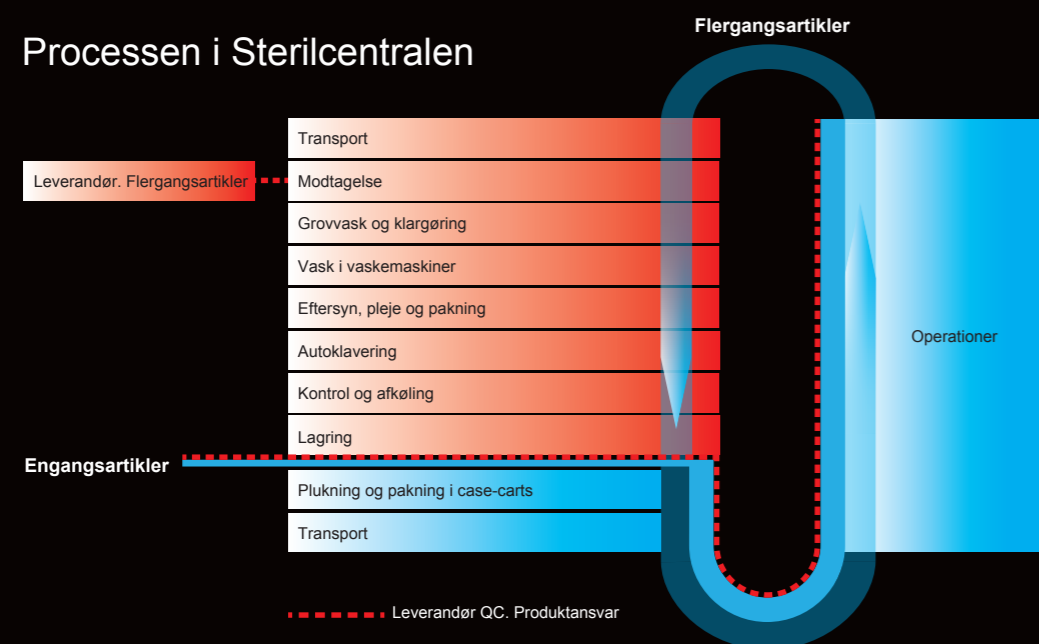 Processen i Sterilcentralen
Flergangsartikler
Transport
Leverandør. Flergangsartikler
Modtagelse
Grovvask og klargøring
Vask i vaskemaskiner
Eftersyn, pleje og pakning
Operationer
Autoklavering
Kontrol og afkøling
Lagring
Engangsartikler
Plukning og pakning i case-carts
Transport
Leverandør QC. Produktansvar